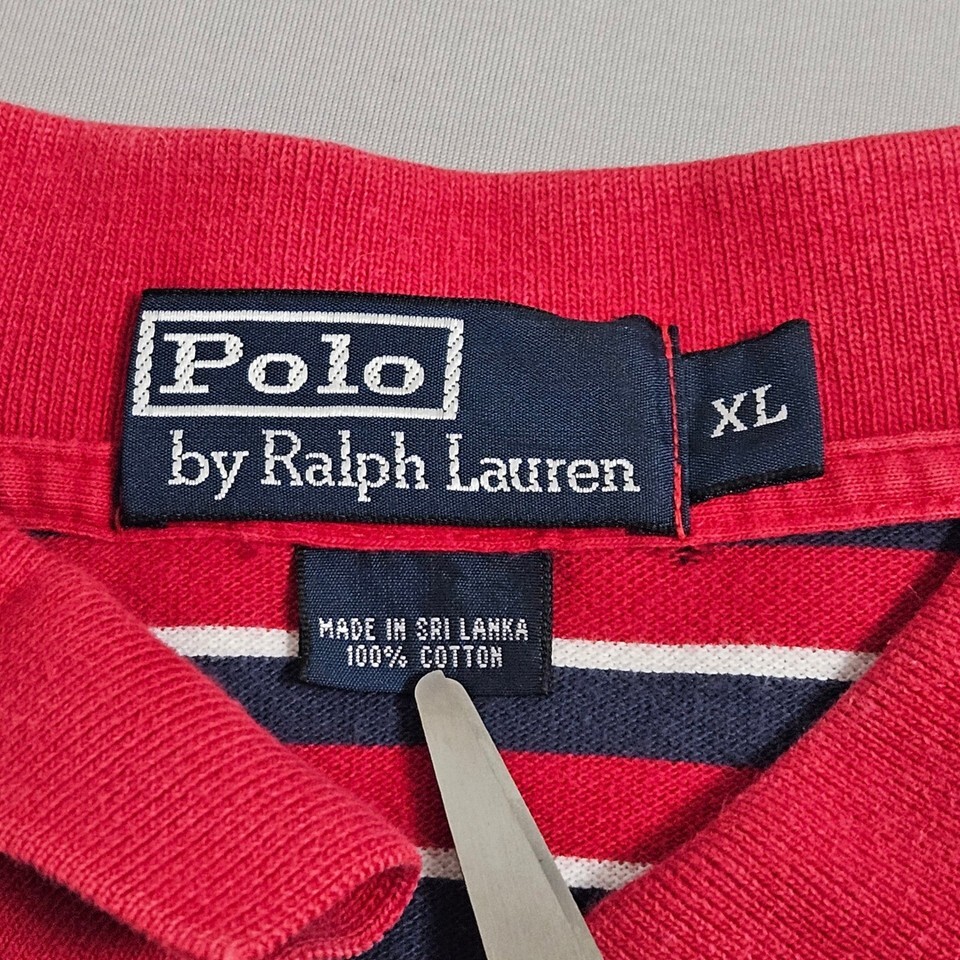 Polo
by Ralph Lauren
XL
MADE IN SRI LANKA
100% COTTON